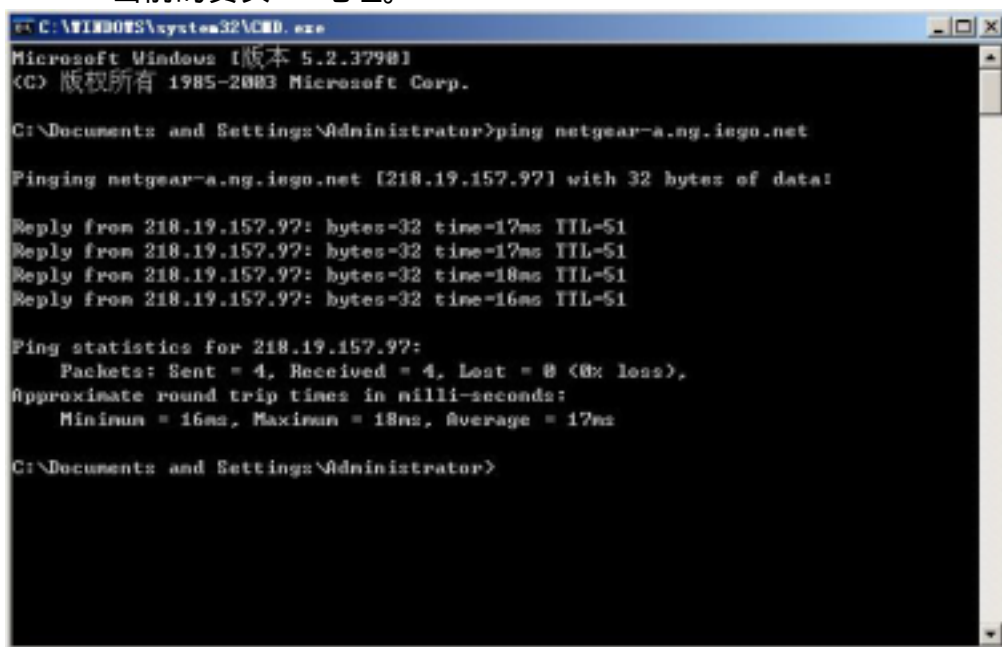 C:\WINDOWS\system32\CMD.exe
Microsoft Windows [版本 5.2.3790]
(C) 版权所有 1985-2003 Microsoft Corp.
C:\Documents and Settings\Administrator>ping netgear-a.ng.iego.net
Pinging netgear-a.ng.iego.net [218.19.157.97] with 32 bytes of data:
Reply from 218.19.157.97: bytes=32 time=17ms TTL=51
Reply from 218.19.157.97: bytes=32 time=17ms TTL=51
Reply from 218.19.157.97: bytes=32 time=18ms TTL=51
Reply from 218.19.157.97: bytes=32 time=16ms TTL=51
Ping statistics for 218.19.157.97:
Packets: Sent = 4, Received = 4, Lost = 0 (0% loss),
Approximate round trip times in milli-seconds:
Minimum = 16ms, Maximum = 18ms, Average = 17ms
C:\Documents and Settings\Administrator>